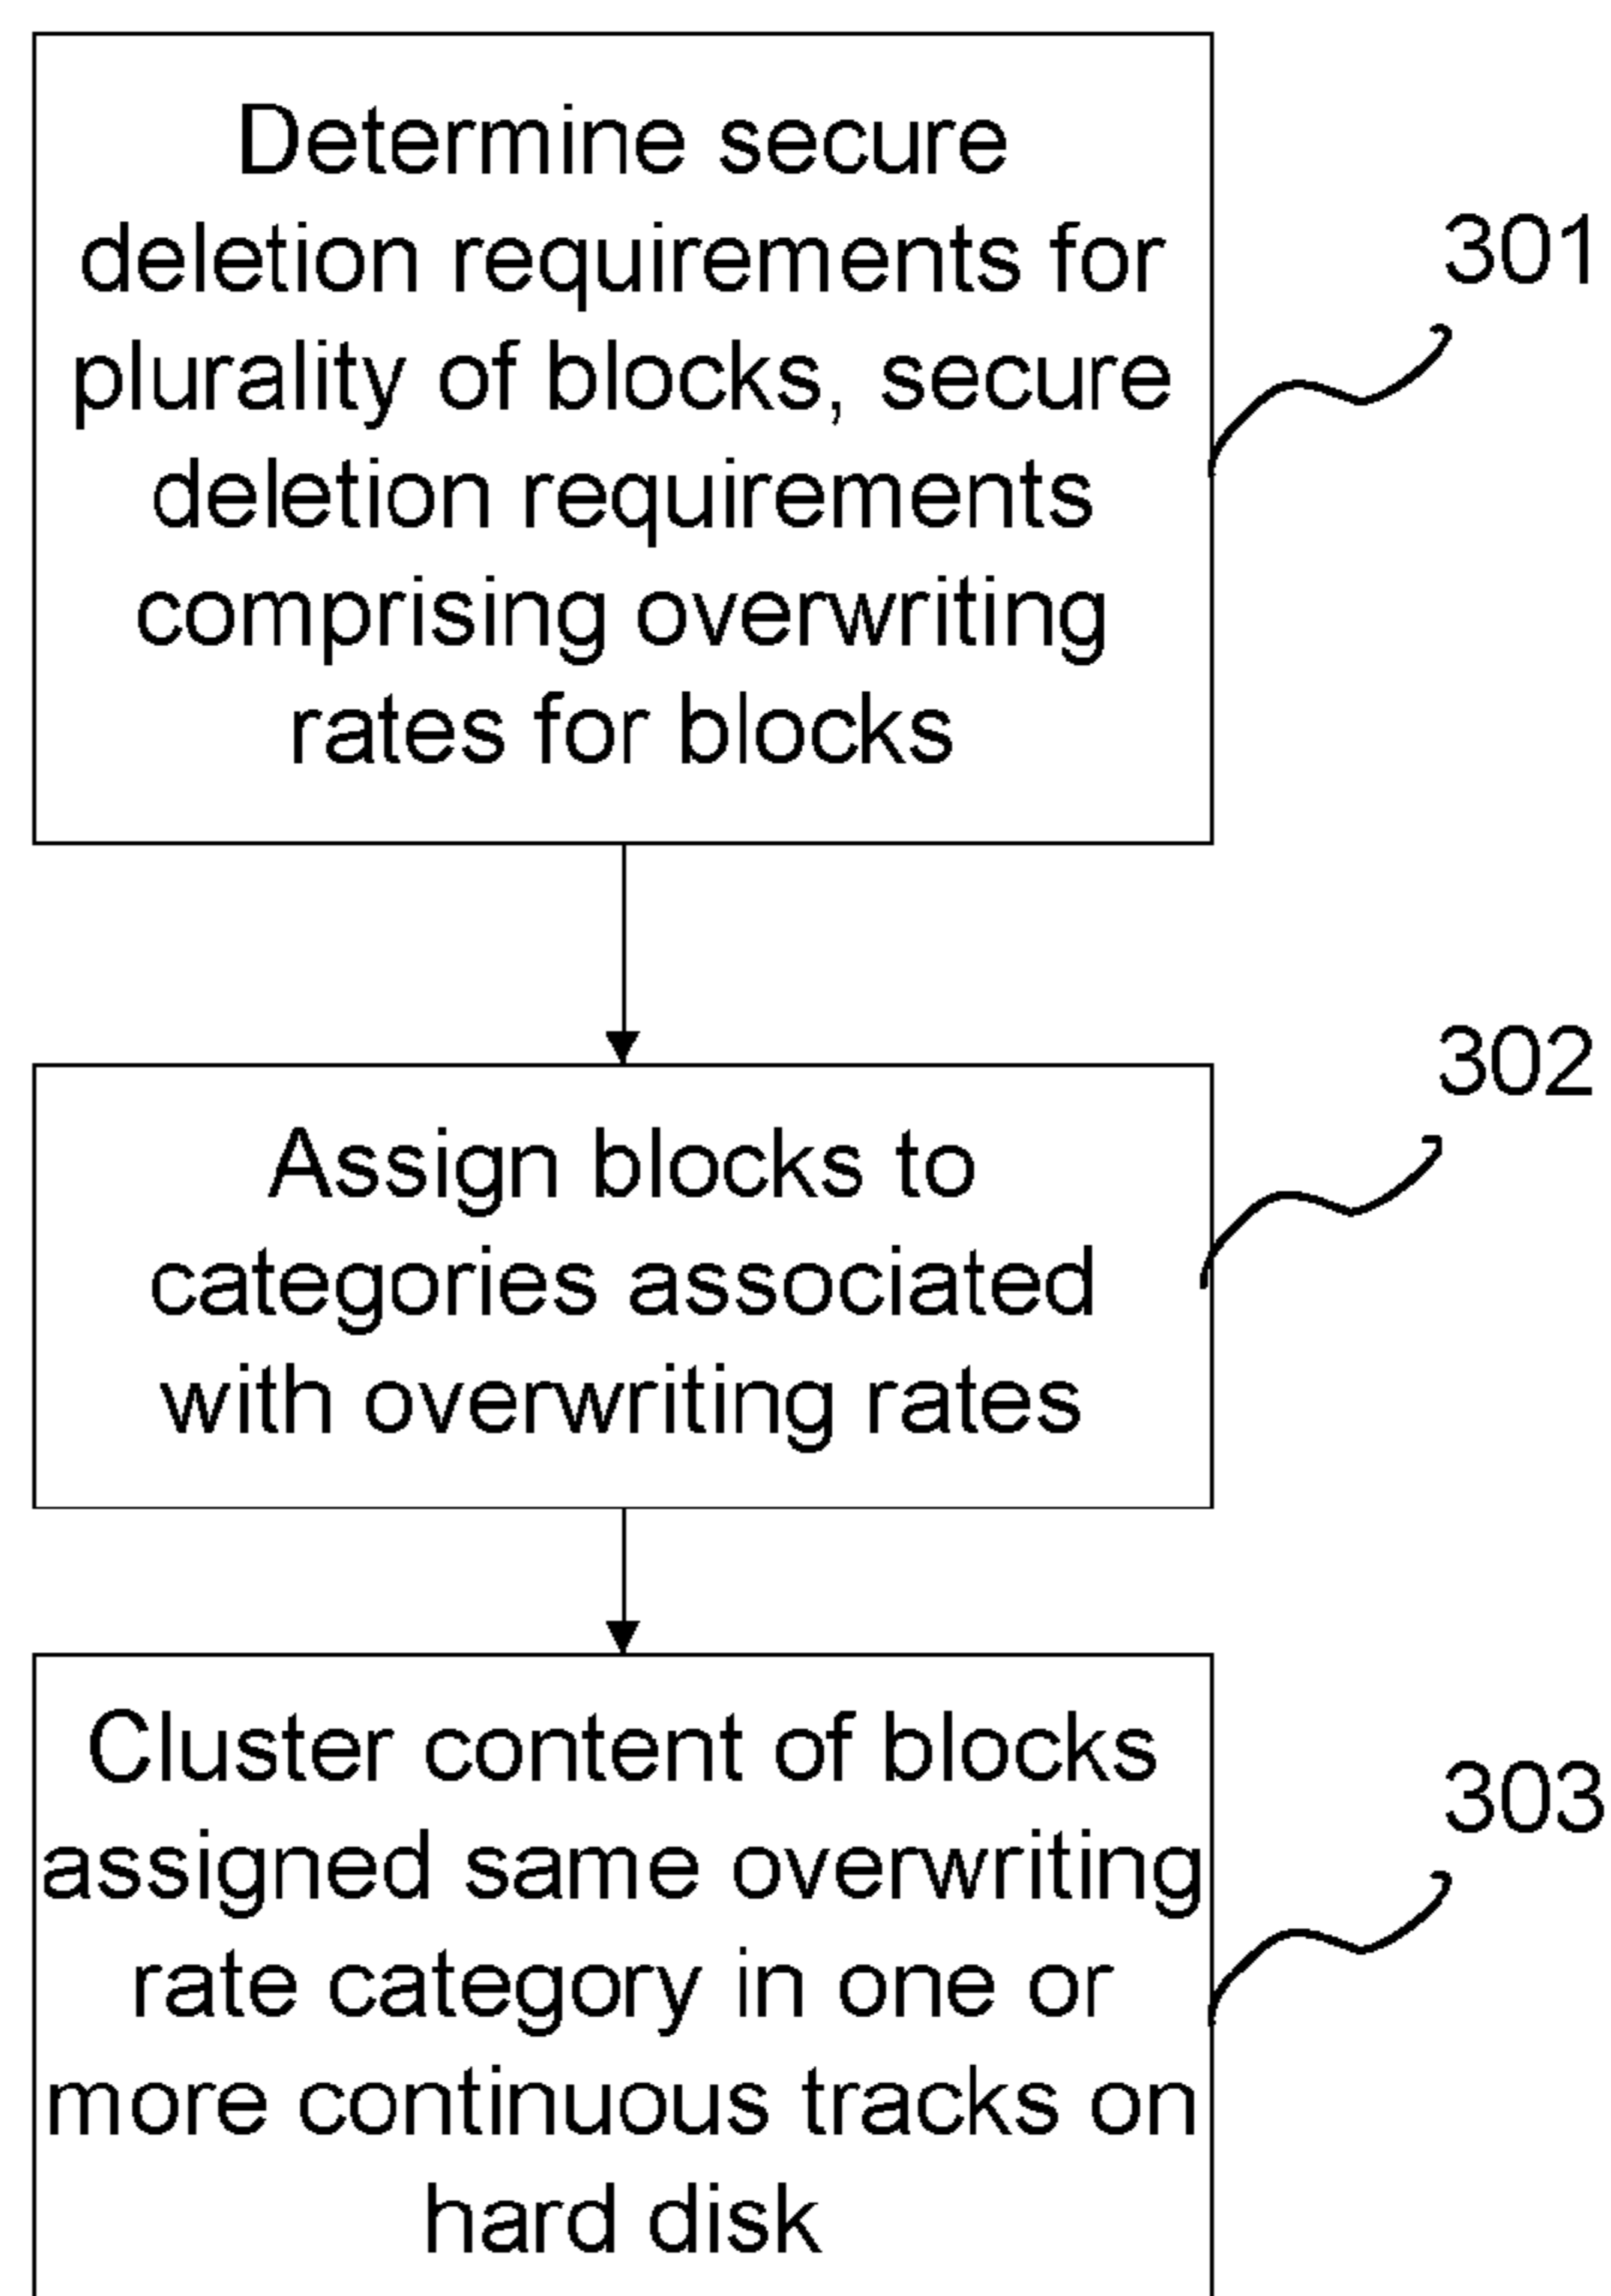 Determine secure
deletion requirements for
plurality of blocks, secure
deletion requirements
comprising overwriting
rates for blocks
301
Assign blocks to
categories associated
with overwriting rates
302
Cluster content of blocks
assigned same overwriting
rate category in one or
more continuous tracks on
hard disk
303